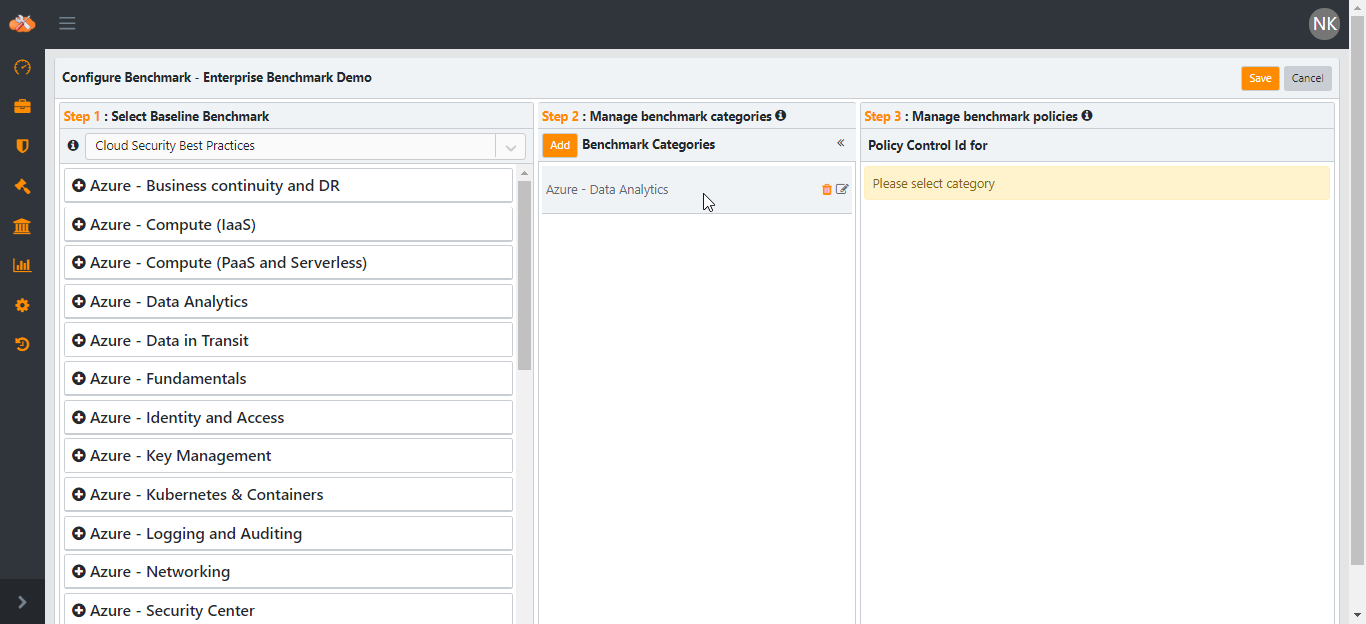 NK
Configure Benchmark - Enterprise Benchmark Demo
Save
Cancel
Step 1 : Select Baseline Benchmark
Cloud Security Best Practices
Azure - Business continuity and DR
Azure - Compute (IaaS)
Azure - Compute (PaaS and Serverless)
Azure - Data Analytics
Azure - Data in Transit
Azure - Fundamentals
Azure - Identity and Access
Azure - Key Management
Azure - Kubernetes & Containers
Azure - Logging and Auditing
Azure - Networking
Azure - Security Center
Step 2 : Manage benchmark categories
Add Benchmark Categories «
Azure - Data Analytics
Step 3 : Manage benchmark policies
Policy Control Id for
Please select category